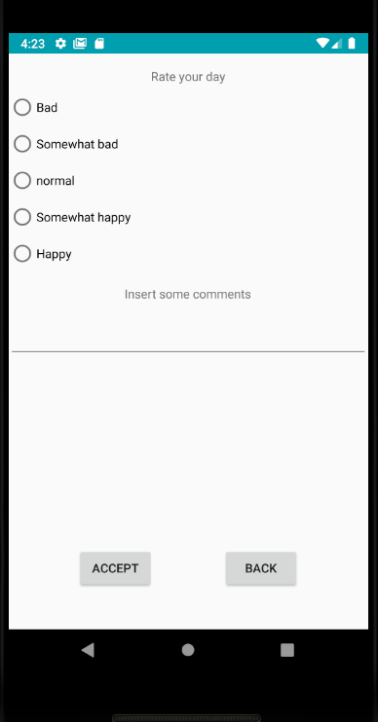 4:23
Rate your day
Bad
Somewhat bad
normal
Somewhat happy
Happy
Insert some comments
ACCEPT BACK